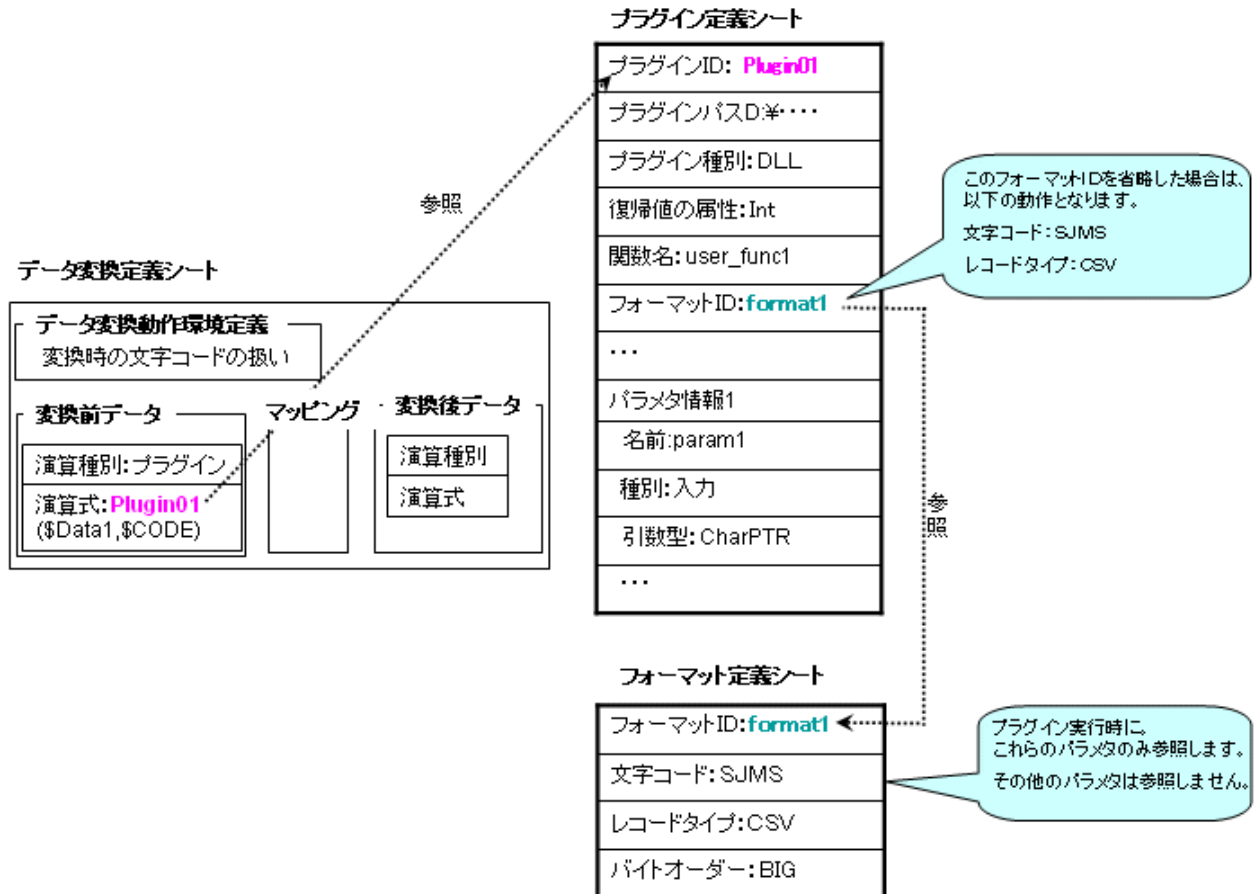 プラグイン定義シート
プラグインID: Plugin01
プラグインパスD:¥････
プラグイン種別:DLL
復帰値の属性:Int
関数名:user_func1
フォーマットID:format1
･･･
パラメタ情報1
名前:param1
種別:入力
引数型:CharPTR
･･･
このフォーマットIDを省略した場合は、
以下の動作となります。
文字コード:SJMS
レコードタイプ:CSV
参照
データ変換定義シート
データ変換動作環境定義
変換時の文字コードの扱い
変換前データ
演算種別:プラグイン
演算式:Plugin01
($Data1,$CODE)
マッピング
変換後データ
演算種別
演算式
参照
フォーマット定義シート
フォーマットID:format1
文字コード:SJMS
レコードタイプ:CSV
バイトオーダー:BIG
プラグイン実行時に。
これらのパラメタのみ参照します。
その他のパラメタは参照しません。